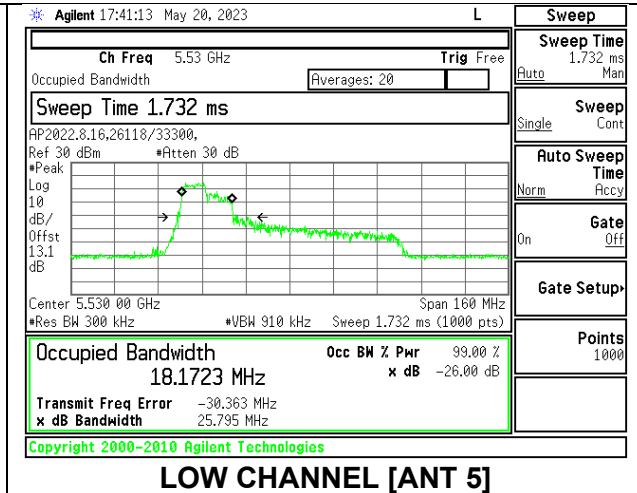 Agilent 17:41:13 May 20, 2023 L Sweep
Ch Freq 5.53 GHz Trig Free
Occupied Bandwidth Averages: 20
Sweep Time 1.732 ms
AP2022.8.16,26118/33300,
Ref 30 dBm #Atten 30 dB
#Peak
Log
10
dB/
Offst
13.1
dB
Center 5.530 00 GHz Span 160 MHz
#Res BW 300 kHz #VBW 910 kHz Sweep 1.732 ms (1000 pts)
Occupied Bandwidth Occ BW % Pwr 99.00 %
18.1723 MHz x dB -26.00 dB
Transmit Freq Error -30.363 MHz
x dB Bandwidth 25.795 MHz
Copyright 2000-2010 Agilent Technologies
Sweep Time
1.732 ms
Auto Man
Sweep
Single Cont
Auto Sweep
Time
Norm Accy
Gate
On Off
Gate Setup
Points
1000
LOW CHANNEL [ANT 5]